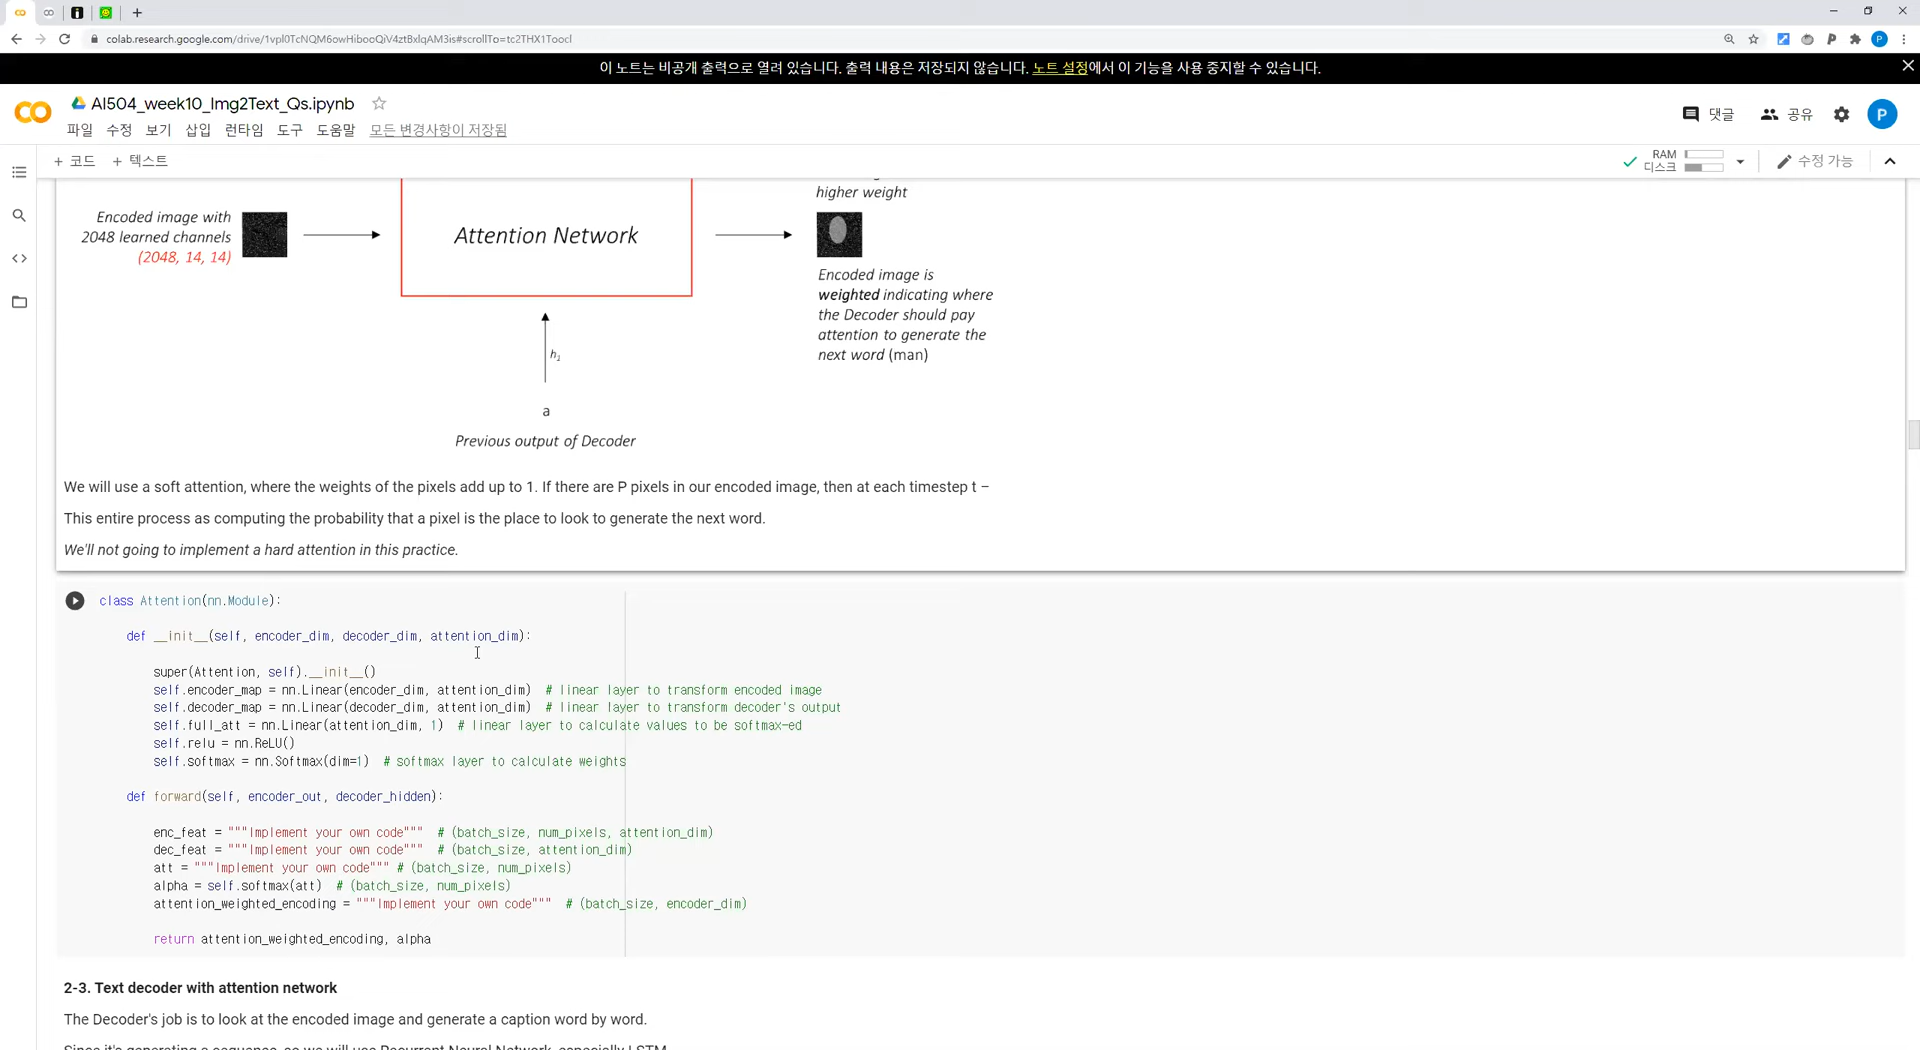 colab.research.google.com/drive/1vpl0TcNQM6owHibooQiV4ztBxlqAM3is#scrollTo=tc2THX1Toocl
이 노트는 비공개 출력으로 열려 있습니다. 출력 내용은 저장되지 않습니다. 노트 설정에서 이 기능을 사용 중지할 수 있습니다.
AI504_week10_Img2Text_Qs.ipynb
파일 수정 보기 삽입 런타임 도구 도움말 모든 변경사항이 저장됨
댓글 공유 P
+ 코드 + 텍스트
RAM
디스크
수정 가능
higher weight
Encoded image with
2048 learned channels
(2048, 14, 14)
Attention Network
Encoded image is
weighted indicating where
the Decoder should pay
attention to generate the
next word (man)
h1
a
Previous output of Decoder
We will use a soft attention, where the weights of the pixels add up to 1. If there are P pixels in our encoded image, then at each timestep t –
This entire process as computing the probability that a pixel is the place to look to generate the next word.
We'll not going to implement a hard attention in this practice.
class Attention(nn.Module):
def __init__(self, encoder_dim, decoder_dim, attention_dim):
super(Attention, self).__init__()
self.encoder_map = nn.Linear(encoder_dim, attention_dim) # linear layer to transform encoded image
self.decoder_map = nn.Linear(decoder_dim, attention_dim) # linear layer to transform decoder's output
self.full_att = nn.Linear(attention_dim, 1) # linear layer to calculate values to be softmax-ed
self.relu = nn.ReLU()
self.softmax = nn.Softmax(dim=1) # softmax layer to calculate weights
def forward(self, encoder_out, decoder_hidden):
enc_feat = """Implement your own code""" # (batch_size, num_pixels, attention_dim)
dec_feat = """Implement your own code""" # (batch_size, attention_dim)
att = """Implement your own code""" # (batch_size, num_pixels)
alpha = self.softmax(att) # (batch_size, num_pixels)
attention_weighted_encoding = """Implement your own code""" # (batch_size, encoder_dim)
return attention_weighted_encoding, alpha
2-3. Text decoder with attention network
The Decoder's job is to look at the encoded image and generate a caption word by word.
Since it's generating a sequence, so we will use Recurrent Neural Network, especially LSTM